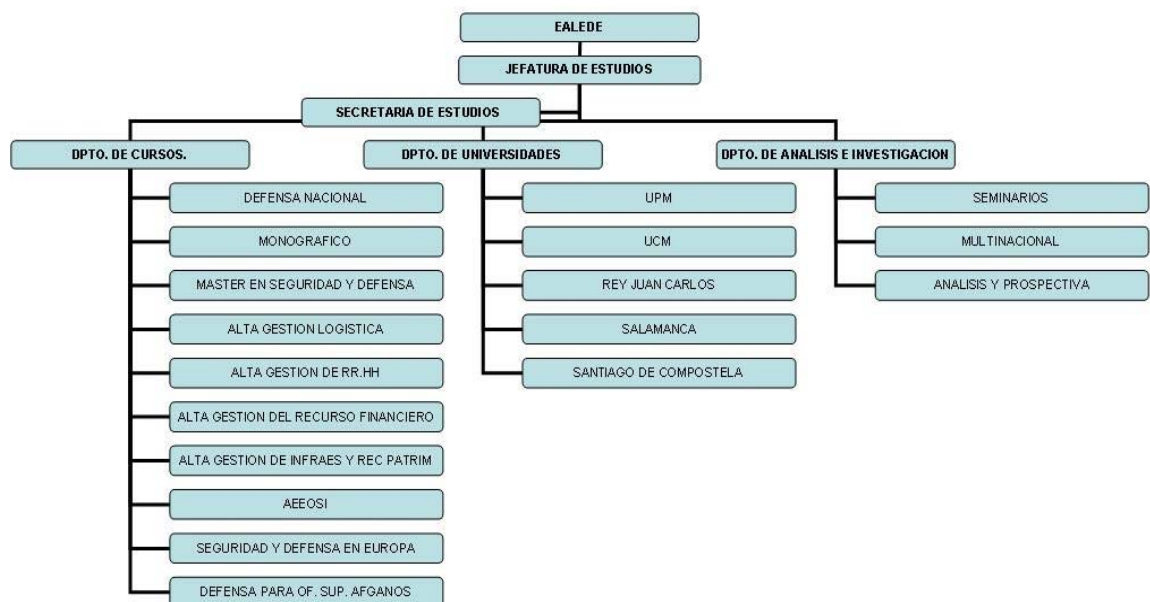 EALEDE
JEFATURA DE ESTUDIOS
SECRETARIA DE ESTUDIOS
DPTO. DE CURSOS.
DEFENSA NACIONAL
MONOGRAFICO
MASTER EN SEGURIDAD Y DEFENSA
ALTA GESTION LOGISTICA
ALTA GESTION DE RR.HH
ALTA GESTION DEL RECURSO FINANCIERO
ALTA GESTION DE INFRAES Y REC PATRIM
AEEOSI
SEGURIDAD Y DEFENSA EN EUROPA
DEFENSA PARA OF. SUP. AFGANOS
DPTO. DE UNIVERSIDADES
UPM
UCM
REY JUAN CARLOS
SALAMANCA
SANTIAGO DE COMPOSTELA
DPTO. DE ANALISIS E INVESTIGACION
SEMINARIOS
MULTINACIONAL
ANALISIS Y PROSPECTIVA